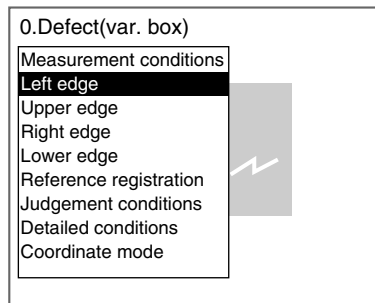 0.Defect(var. box)
Measurement conditions
Left edge
Upper edge
Right edge
Lower edge
Reference registration
Judgement conditions
Detailed conditions
Coordinate mode